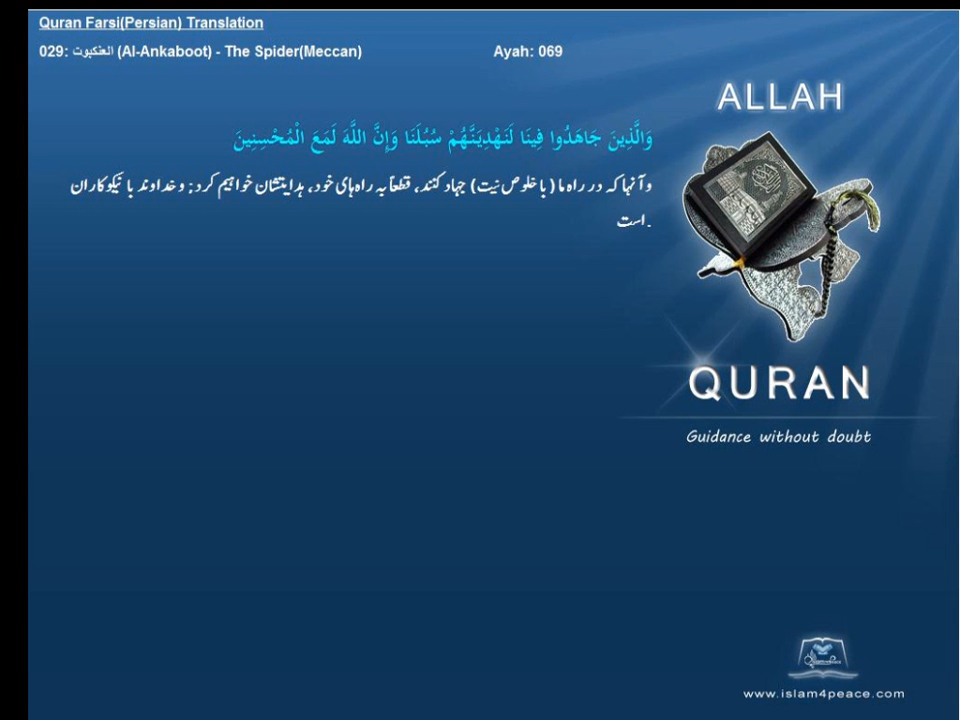 Quran Farsi(Persian) Translation
029: العنكبوت (Al-Ankaboot) - The Spider(Meccan) Ayah: 069
ALLAH
وَالَّذِينَ جَاهَدُوا فِينَا لَنَهْدِيَنَّهُمْ سُبُلَنَا وَإِنَّ اللَّهَ لَمَعَ الْمُحْسِنِينَ
و آنها که در راه ما (با خلوص نیت) جهاد کنند، قطعاً به راه‌های خود، هدایتشان خواهیم کرد; و خداوند با نیکوکاران
است.
QURAN
Guidance without doubt
www.islam4peace.com